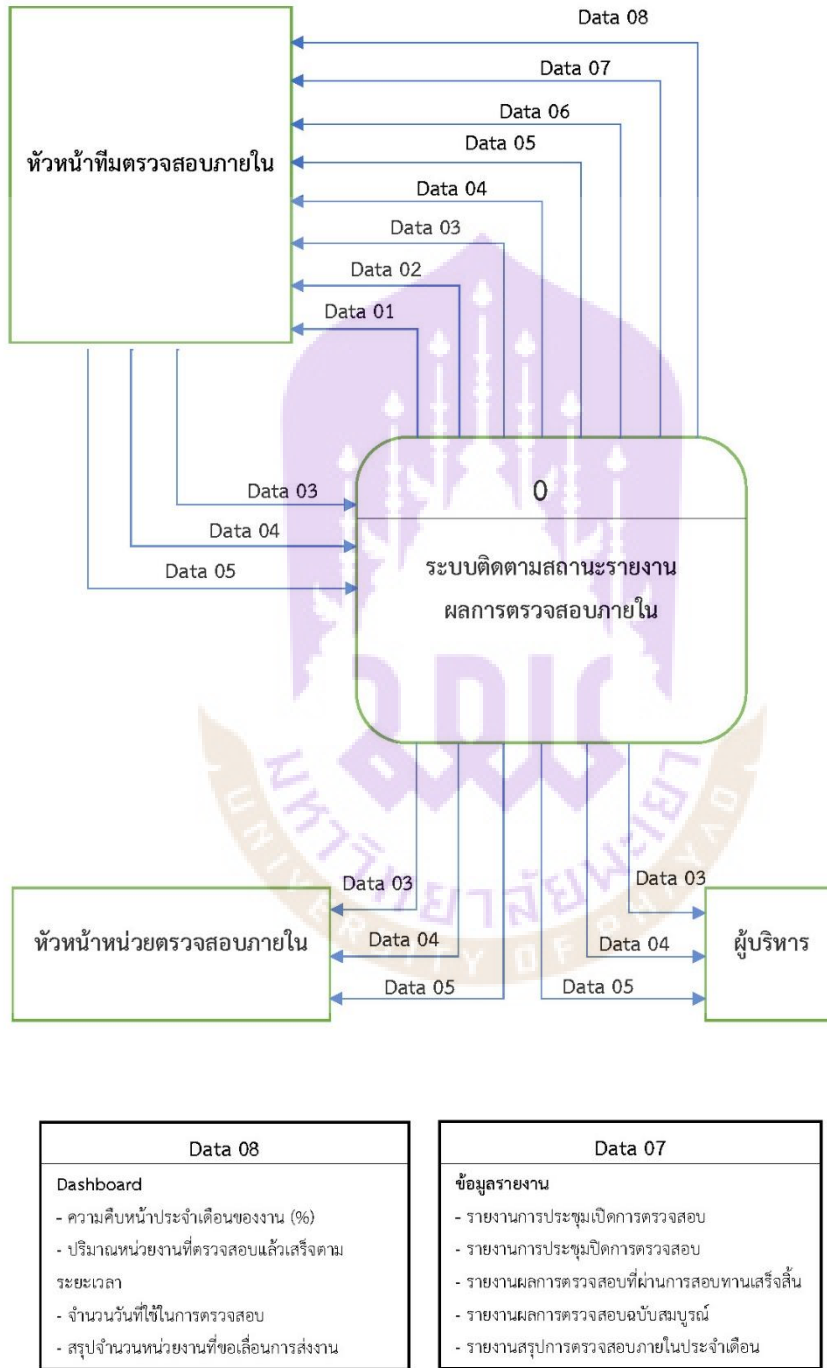 Data 08
Data 07
Data 06
Data 05
หัวหน้าทีมตรวจสอบภายใน
Data 04
Data 03
Data 02
Data 01
Data 03
0
Data 04
Data 05
ระบบติดตามสถานะรายงาน
ผลการตรวจสอบภายใน
มหาวิทยาลัยพะเยา
UNIVERSITY OF PHAYAO
Data 03
Data 03
หัวหน้าหน่วยตรวจสอบภายใน
Data 04
Data 04
ผู้บริหาร
Data 05
Data 05
Data 08
Dashboard
- ความคืบหน้าประจำเดือนของงาน (%)
- ปริมาณหน่วยงานที่ตรวจสอบแล้วเสร็จตาม
ระยะเวลา
- จำนวนวันที่ใช้ในการตรวจสอบ
- สรุปจำนวนหน่วยงานที่ขอเลื่อนการส่งงาน
Data 07
ข้อมูลรายงาน
- รายงานการประชุมเปิดการตรวจสอบ
- รายงานการประชุมปิดการตรวจสอบ
- รายงานผลการตรวจสอบที่ผ่านการสอบทานเสร็จสิ้น
- รายงานผลการตรวจสอบฉบับสมบูรณ์
- รายงานสรุปการตรวจสอบภายในประจำเดือน